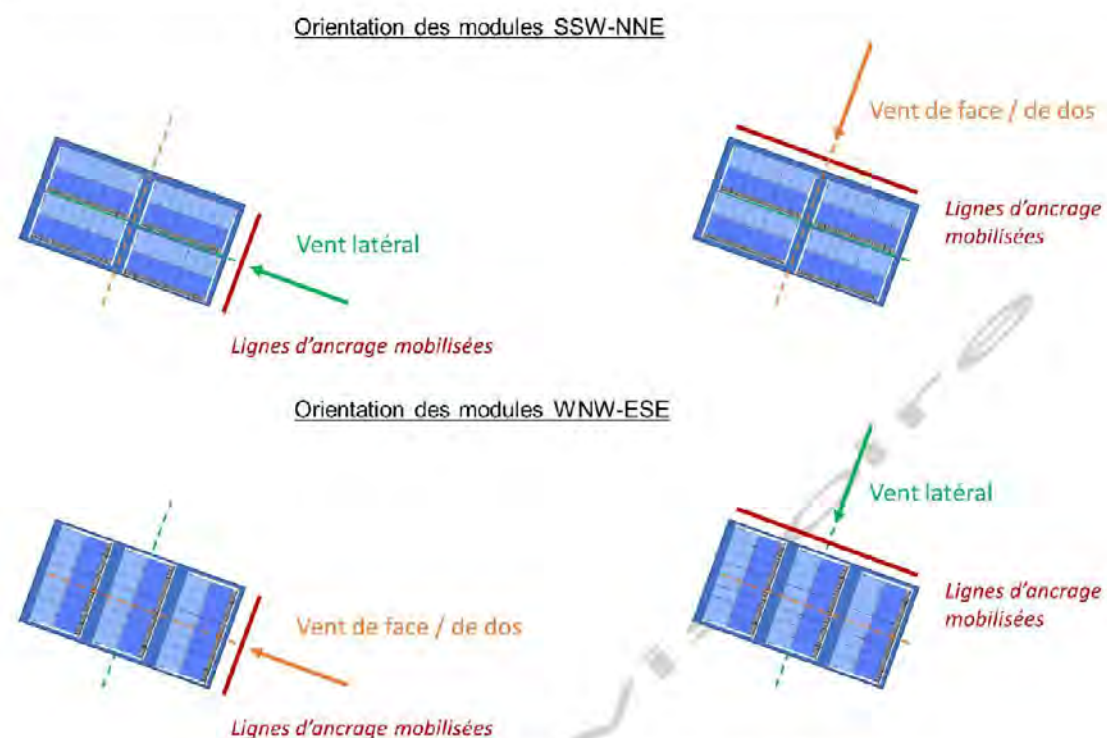 Orientation des modules SSW-NNE
Vent de face / de dos
Lignes d'ancrage
mobilisées
Vent latéral
Lignes d'ancrage mobilisées
Orientation des modules WNW-ESE
Vent latéral
Lignes d'ancrage
mobilisées
Vent de face / de dos
Lignes d'ancrage mobilisées